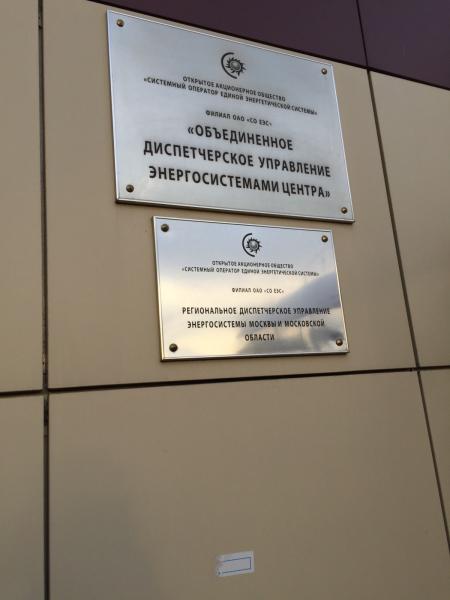 ОТКРЫТОЕ АКЦИОНЕРНОЕ ОБЩЕСТВО
«СИСТЕМНЫЙ ОПЕРАТОР ЕДИНОЙ ЭНЕРГЕТИЧЕСКОЙ СИСТЕМЫ»
ФИЛИАЛ ОАО «СО ЕЭС»
«ОБЪЕДИНЕННОЕ
ДИСПЕТЧЕРСКОЕ УПРАВЛЕНИЕ
ЭНЕРГОСИСТЕМАМИ ЦЕНТРА»
ОТКРЫТОЕ АКЦИОНЕРНОЕ ОБЩЕСТВО
«СИСТЕМНЫЙ ОПЕРАТОР ЕДИНОЙ ЭНЕРГЕТИЧЕСКОЙ СИСТЕМЫ»
ФИЛИАЛ ОАО «СО ЕЭС»
РЕГИОНАЛЬНОЕ ДИСПЕТЧЕРСКОЕ УПРАВЛЕНИЕ
ЭНЕРГОСИСТЕМЫ МОСКВЫ И МОСКОВСКОЙ
ОБЛАСТИ